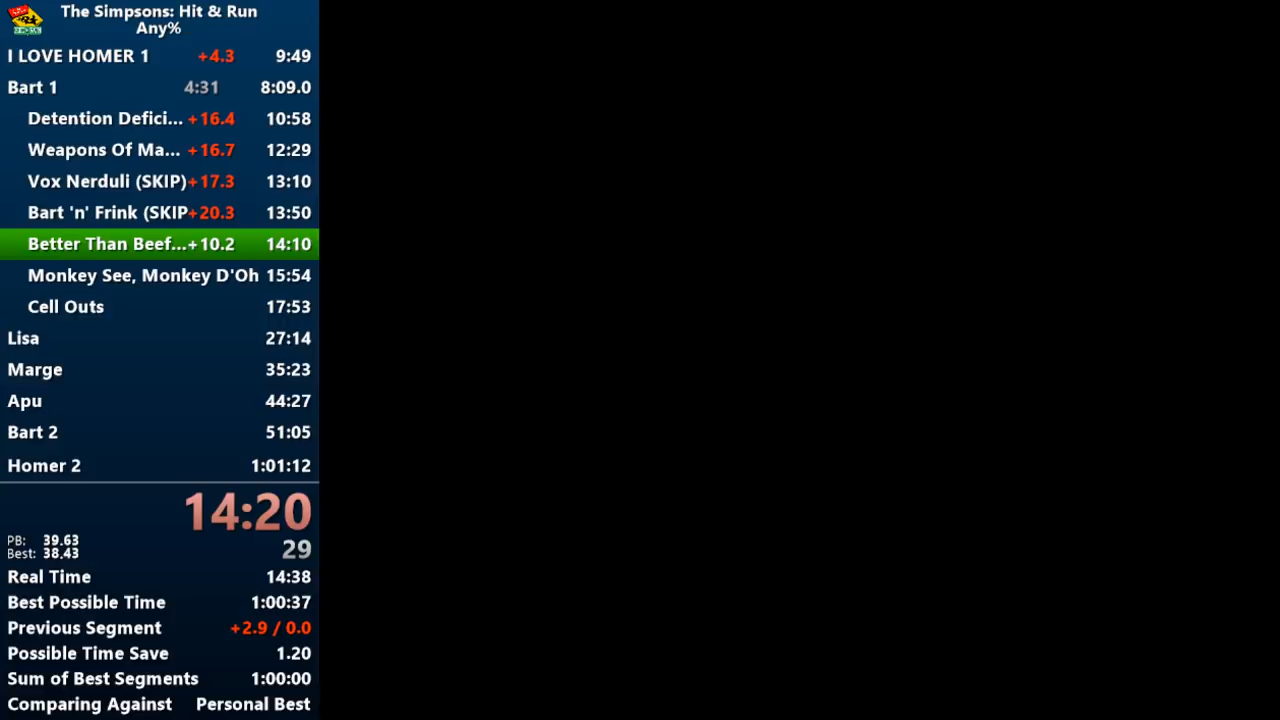 The Simpsons: Hit & Run
Any%
I LOVE HOMER 1 +4.3 9:49
Bart 1 4:31 8:09.0
Detention Defici... +16.4 10:58
Weapons Of Ma... +16.7 12:29
Vox Nerduli (SKIP) +17.3 13:10
Bart 'n' Frink (SKIP +20.3 13:50
Better Than Beef... +10.2 14:10
Monkey See, Monkey D'Oh 15:54
Cell Outs 17:53
Lisa 27:14
Marge 35:23
Apu 44:27
Bart 2 51:05
Homer 2 1:01:12
14:20
PB: 39.63
Best: 38.43 29
Real Time 14:38
Best Possible Time 1:00:37
Previous Segment +2.9 / 0.0
Possible Time Save 1.20
Sum of Best Segments 1:00:00
Comparing Against Personal Best